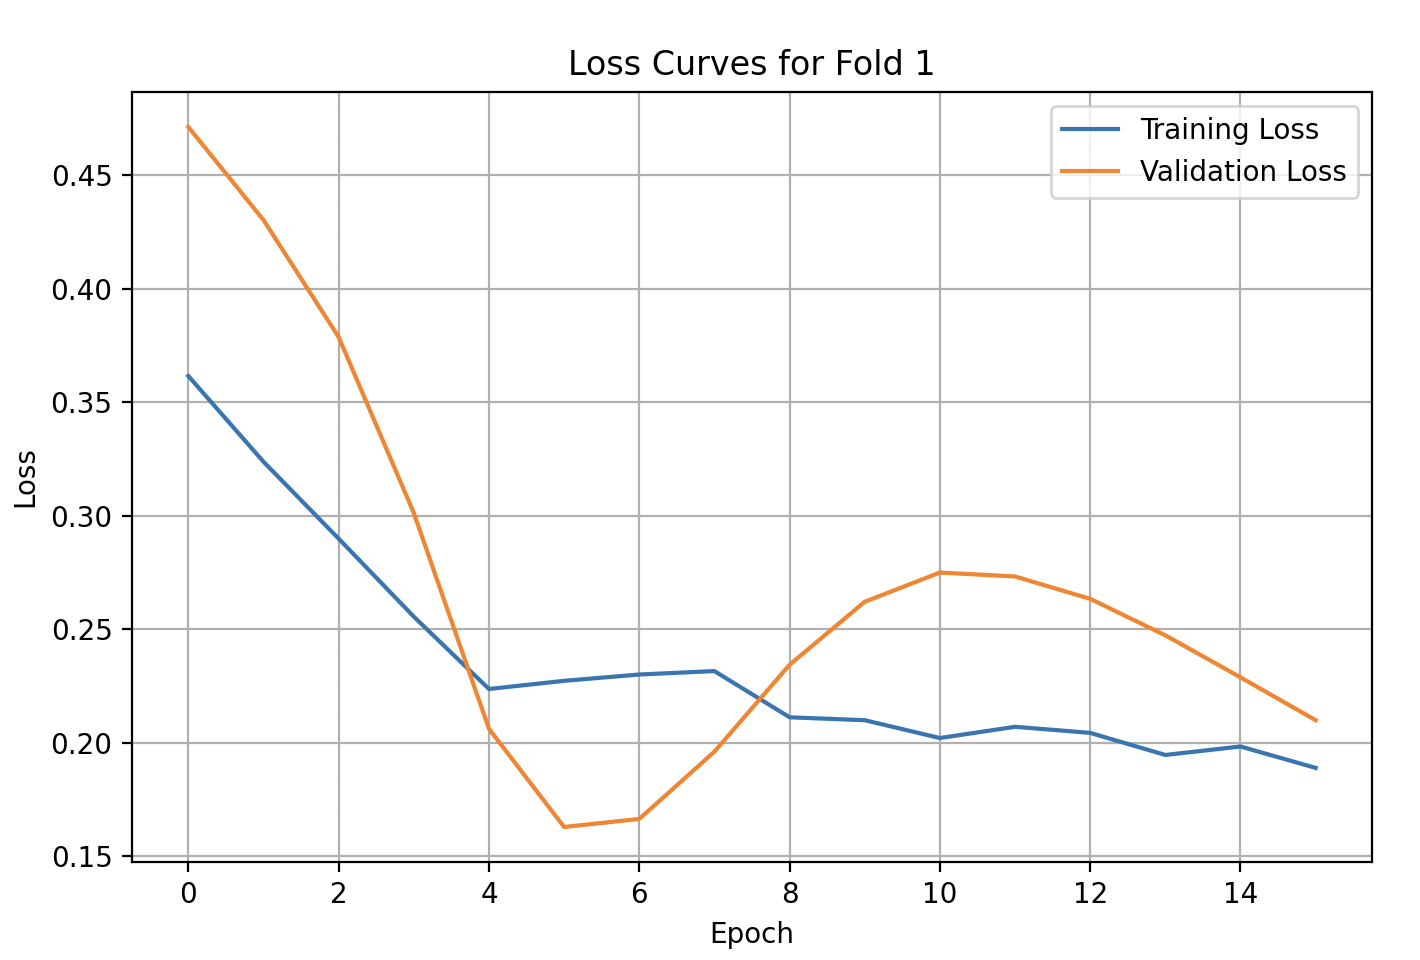 Loss Curves for Fold 1
Training Loss
Validation Loss
Loss
0.45
0.40
0.35
0.30
0.25
0.20
0.15
0 2 4 6 8 10 12 14
Epoch